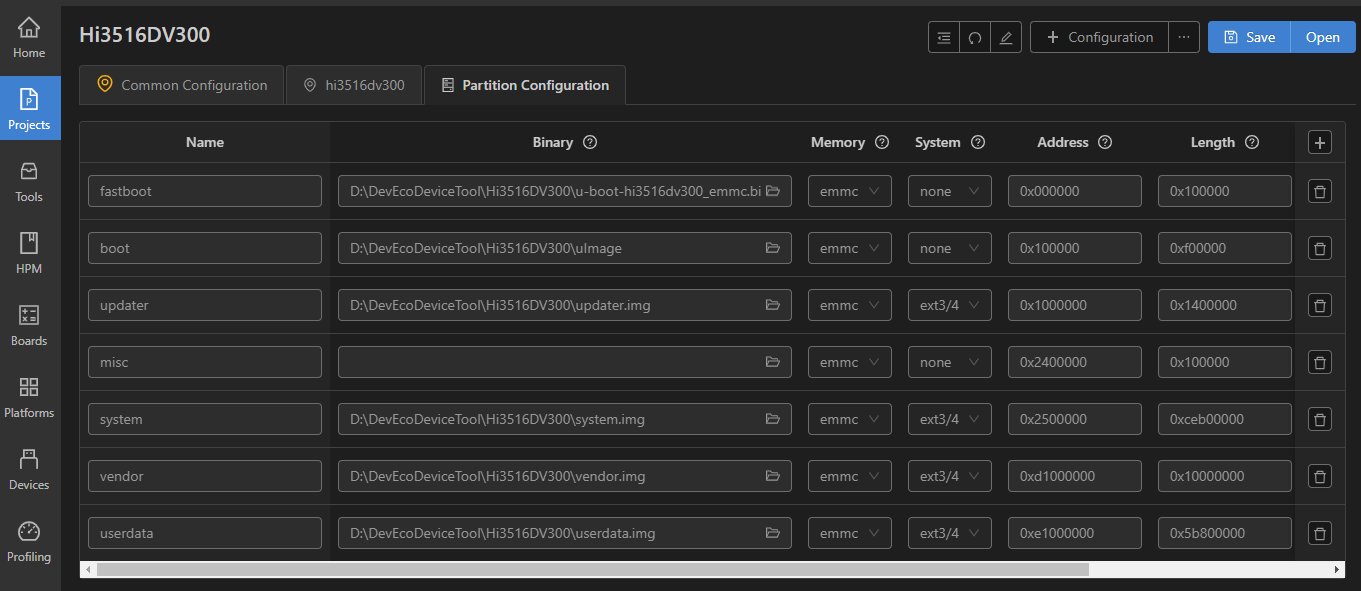 Hi3516DV300
Configuration ... Save Open
Home
Projects
Tools
HPM
Boards
Platforms
Devices
Profiling
Common Configuration hi3516dv300 Partition Configuration
Name Binary Memory System Address Length
fastboot D:\DevEcoDeviceTool\Hi3516DV300\u-boot-hi3516dv300_emmc.bi emmc none 0x000000 0x100000
boot D:\DevEcoDeviceTool\Hi3516DV300\uImage emmc none 0x100000 0xf00000
updater D:\DevEcoDeviceTool\Hi3516DV300\updater.img emmc ext3/4 0x1000000 0x1400000
misc emmc none 0x2400000 0x100000
system D:\DevEcoDeviceTool\Hi3516DV300\system.img emmc ext3/4 0x2500000 0xceb00000
vendor D:\DevEcoDeviceTool\Hi3516DV300\vendor.img emmc ext3/4 0xd1000000 0x10000000
userdata D:\DevEcoDeviceTool\Hi3516DV300\userdata.img emmc ext3/4 0xe1000000 0x5b800000